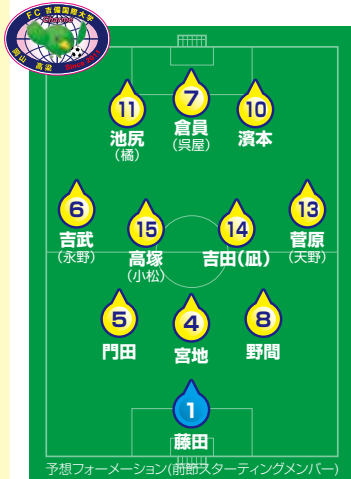 FC 吉備国際大学
Charme
岡山 高梁
Since 2011
11
池尻
(橘)
7
倉員
(呉屋)
10
濱本
6
吉武
(永野)
15
高塚
(小松)
14
吉田(凪)
13
菅原
(天野)
5
門田
4
宮地
8
野間
1
藤田
予想フォーメーション(前節スターティングメンバー)